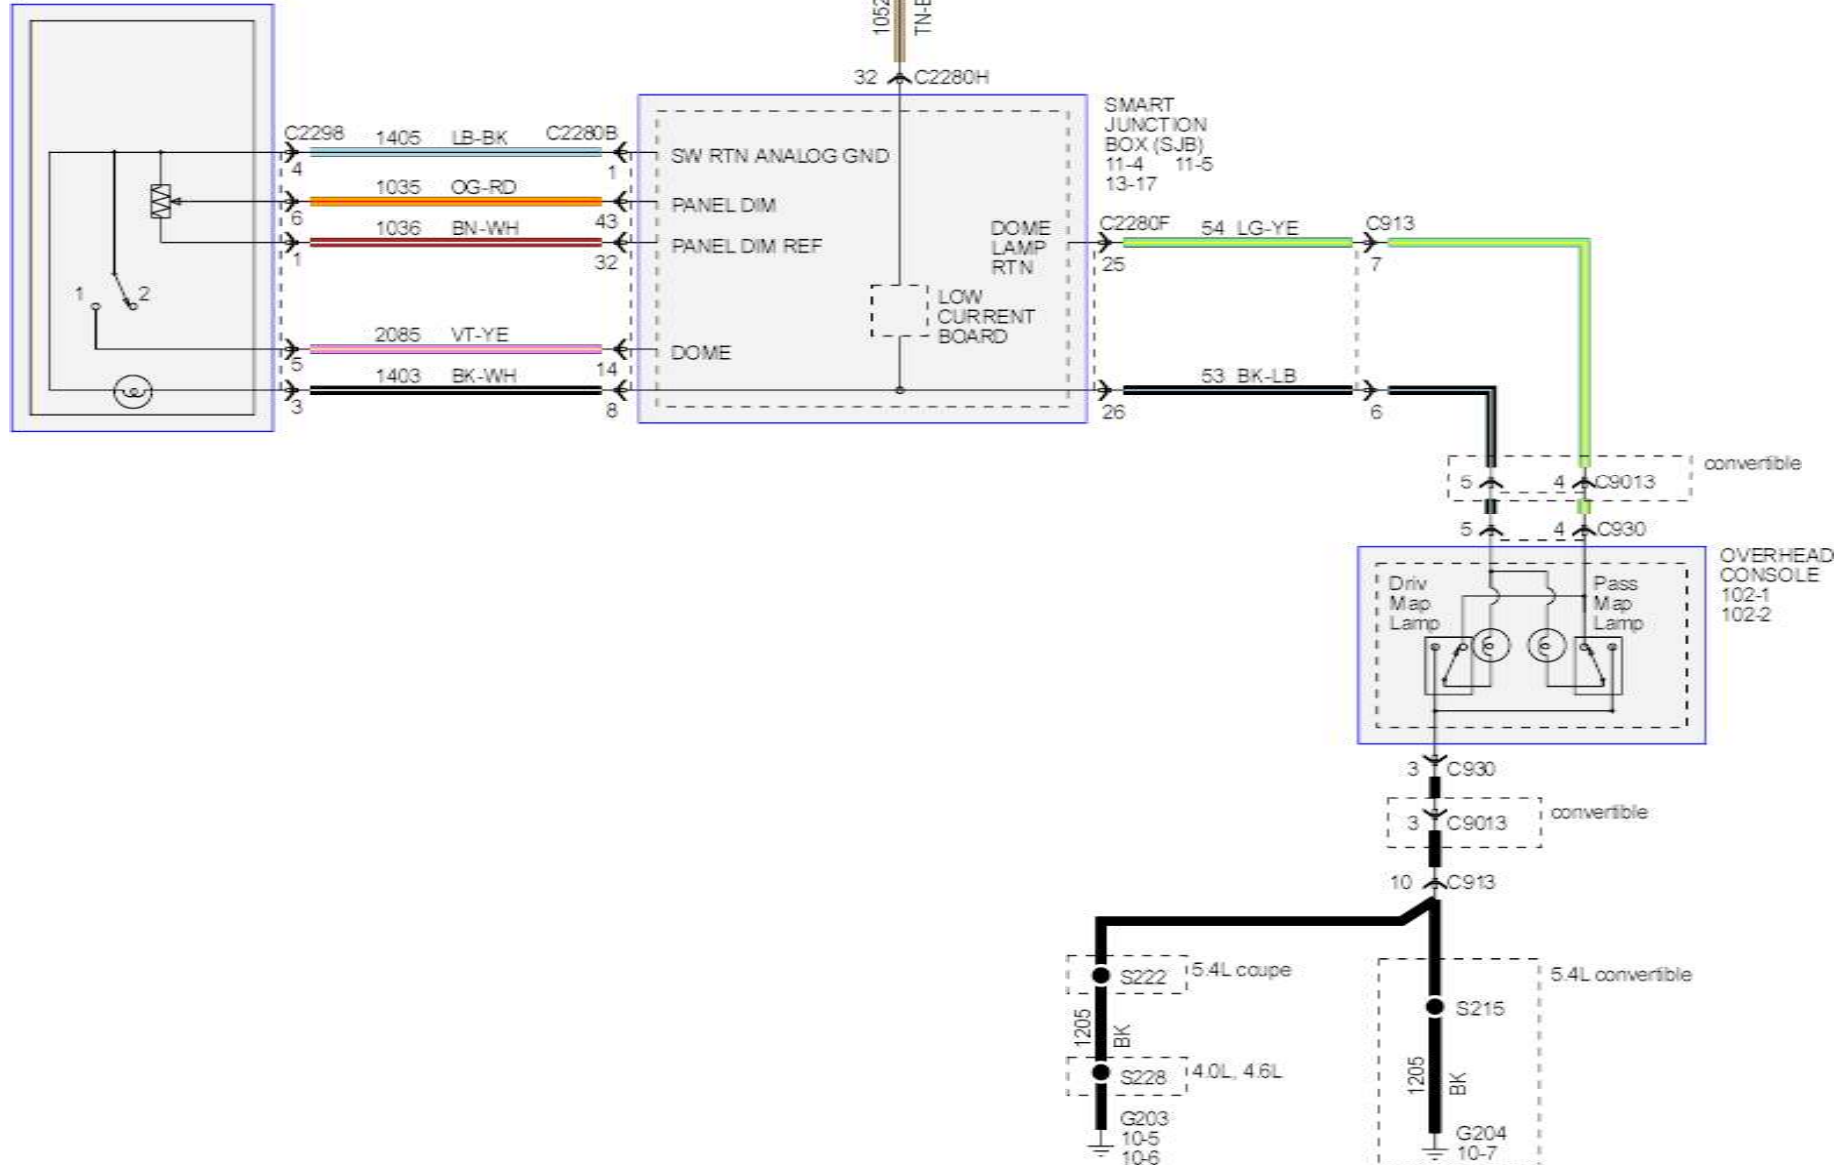 1052
TN-B
32 C2280H
SMART
JUNCTION
BOX (SJB)
11-4 11-5
13-17
C2298 1405 LB-BK C2280B
4 1 SW RTN ANALOG GND
1035 OG-RD
6 43 PANEL DIM
1036 BN-WH
1 32 PANEL DIM REF
DOME
LAMP
RTN
C2280F 54 LG-YE C913
25 7
1 2
LOW
CURRENT
BOARD
2085 VT-YE
5 14 DOME
1403 BK-WH
3 8
53 BK-LB
26 6
convertible
5 4 C9013
5 4 C930
OVERHEAD
CONSOLE
102-1
102-2
Driv
Map
Lamp
Pass
Map
Lamp
3 C930
convertible
3 C9013
10 C913
S222 5.4L coupe
5.4L convertible
S215
1205 BK
S228 4.0L, 4.6L
1205 BK
G203
10-5
10-6
G204
10-7